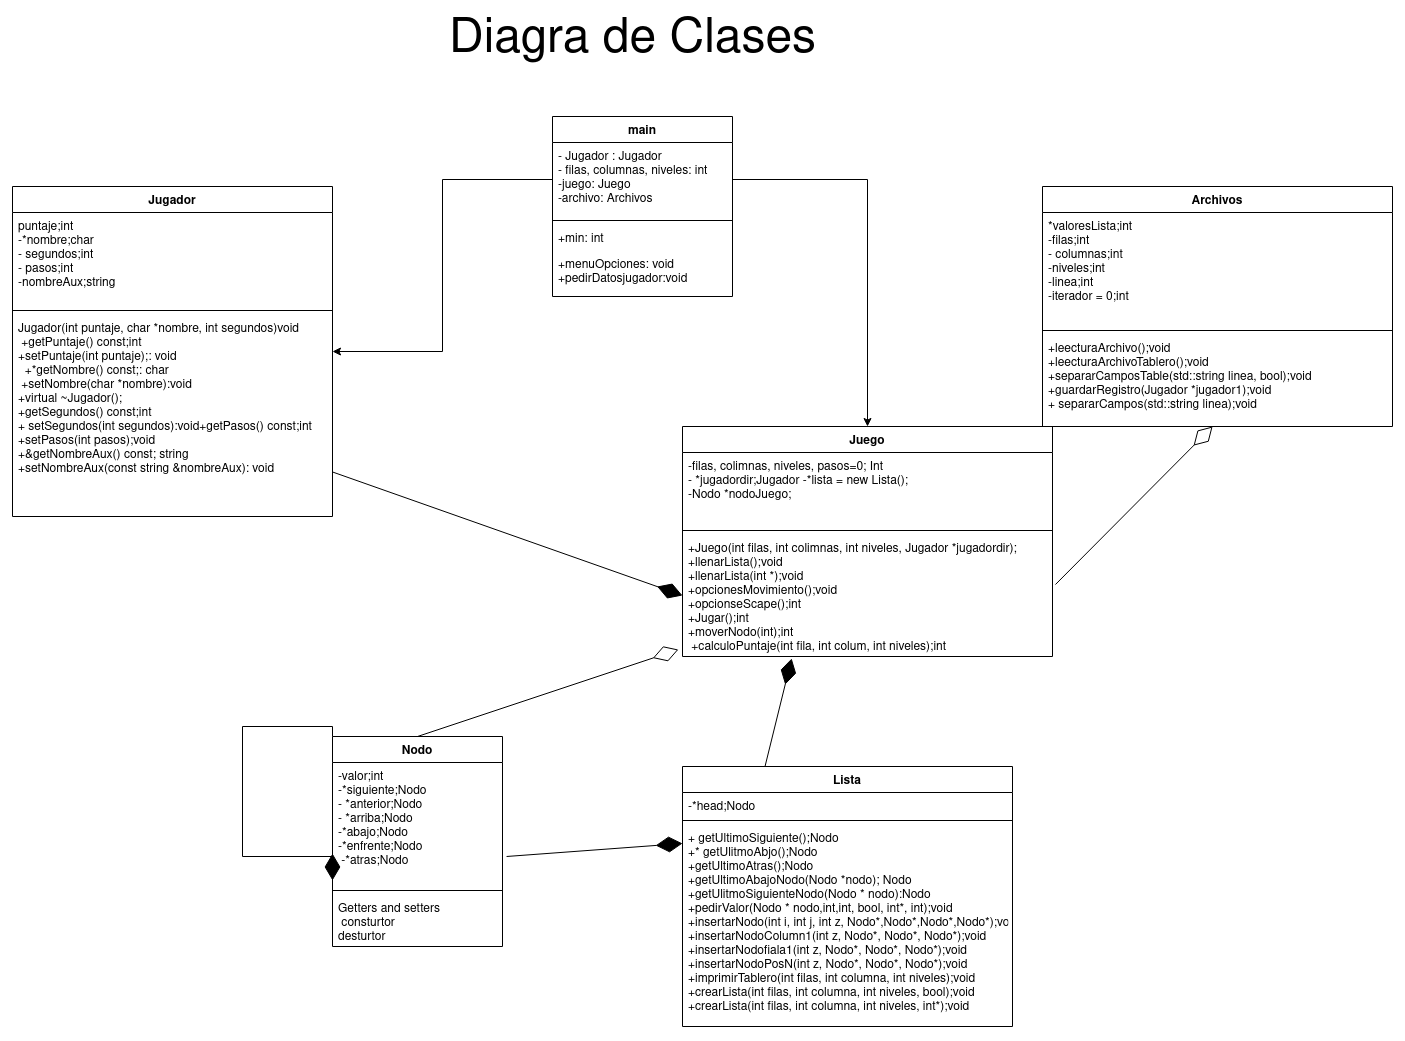 Diagra de Clases
main
- Jugador : Jugador
- filas, columnas, niveles: int
-juego: Juego
-archivo: Archivos
+min: int
+menuOpciones: void
+pedirDatosjugador:void
Jugador
puntaje;int
-*nombre;char
- segundos;int
- pasos;int
-nombreAux;string
Jugador(int puntaje, char *nombre, int segundos)void
+getPuntaje() const;int
+setPuntaje(int puntaje);: void
+*getNombre() const;: char
+setNombre(char *nombre):void
+virtual ~Jugador();
+getSegundos() const;int
+ setSegundos(int segundos):void+getPasos() const;int
+setPasos(int pasos);void
+&getNombreAux() const; string
+setNombreAux(const string &nombreAux): void
Archivos
*valoresLista;int
-filas;int
- columnas;int
-niveles;int
-linea;int
-iterador = 0;int
+leecturaArchivo();void
+leecturaArchivoTablero();void
+separarCamposTable(std::string linea, bool);void
+guardarRegistro(Jugador *jugador1);void
+ separarCampos(std::string linea);void
Juego
-filas, colimnas, niveles, pasos=0; Int
- *jugadordir;Jugador -*lista = new Lista();
-Nodo *nodoJuego;
+Juego(int filas, int colimnas, int niveles, Jugador *jugadordir);
+llenarLista();void
+llenarLista(int *);void
+opcionesMovimiento();void
+opcionseScape();int
+Jugar();int
+moverNodo(int);int
+calculoPuntaje(int fila, int colum, int niveles);int
Nodo
-valor;int
-*siguiente;Nodo
- *anterior;Nodo
- *arriba;Nodo
-*abajo;Nodo
-*enfrente;Nodo
-*atras;Nodo
Getters and setters
consturtor
desturtor
Lista
-*head;Nodo
+ getUltimoSiguiente();Nodo
+* getUlitmoAbjo();Nodo
+getUltimoAtras();Nodo
+getUltimoAbajoNodo(Nodo *nodo); Nodo
+getUlitmoSiguienteNodo(Nodo * nodo):Nodo
+pedirValor(Nodo * nodo,int,int, bool, int*, int);void
+insertarNodo(int i, int j, int z, Nodo*,Nodo*,Nodo*,Nodo*);vo
+insertarNodoColumn1(int z, Nodo*, Nodo*, Nodo*);void
+insertarNodofiala1(int z, Nodo*, Nodo*, Nodo*);void
+insertarNodoPosN(int z, Nodo*, Nodo*, Nodo*);void
+imprimirTablero(int filas, int columna, int niveles);void
+crearLista(int filas, int columna, int niveles, bool);void
+crearLista(int filas, int columna, int niveles, int*);void